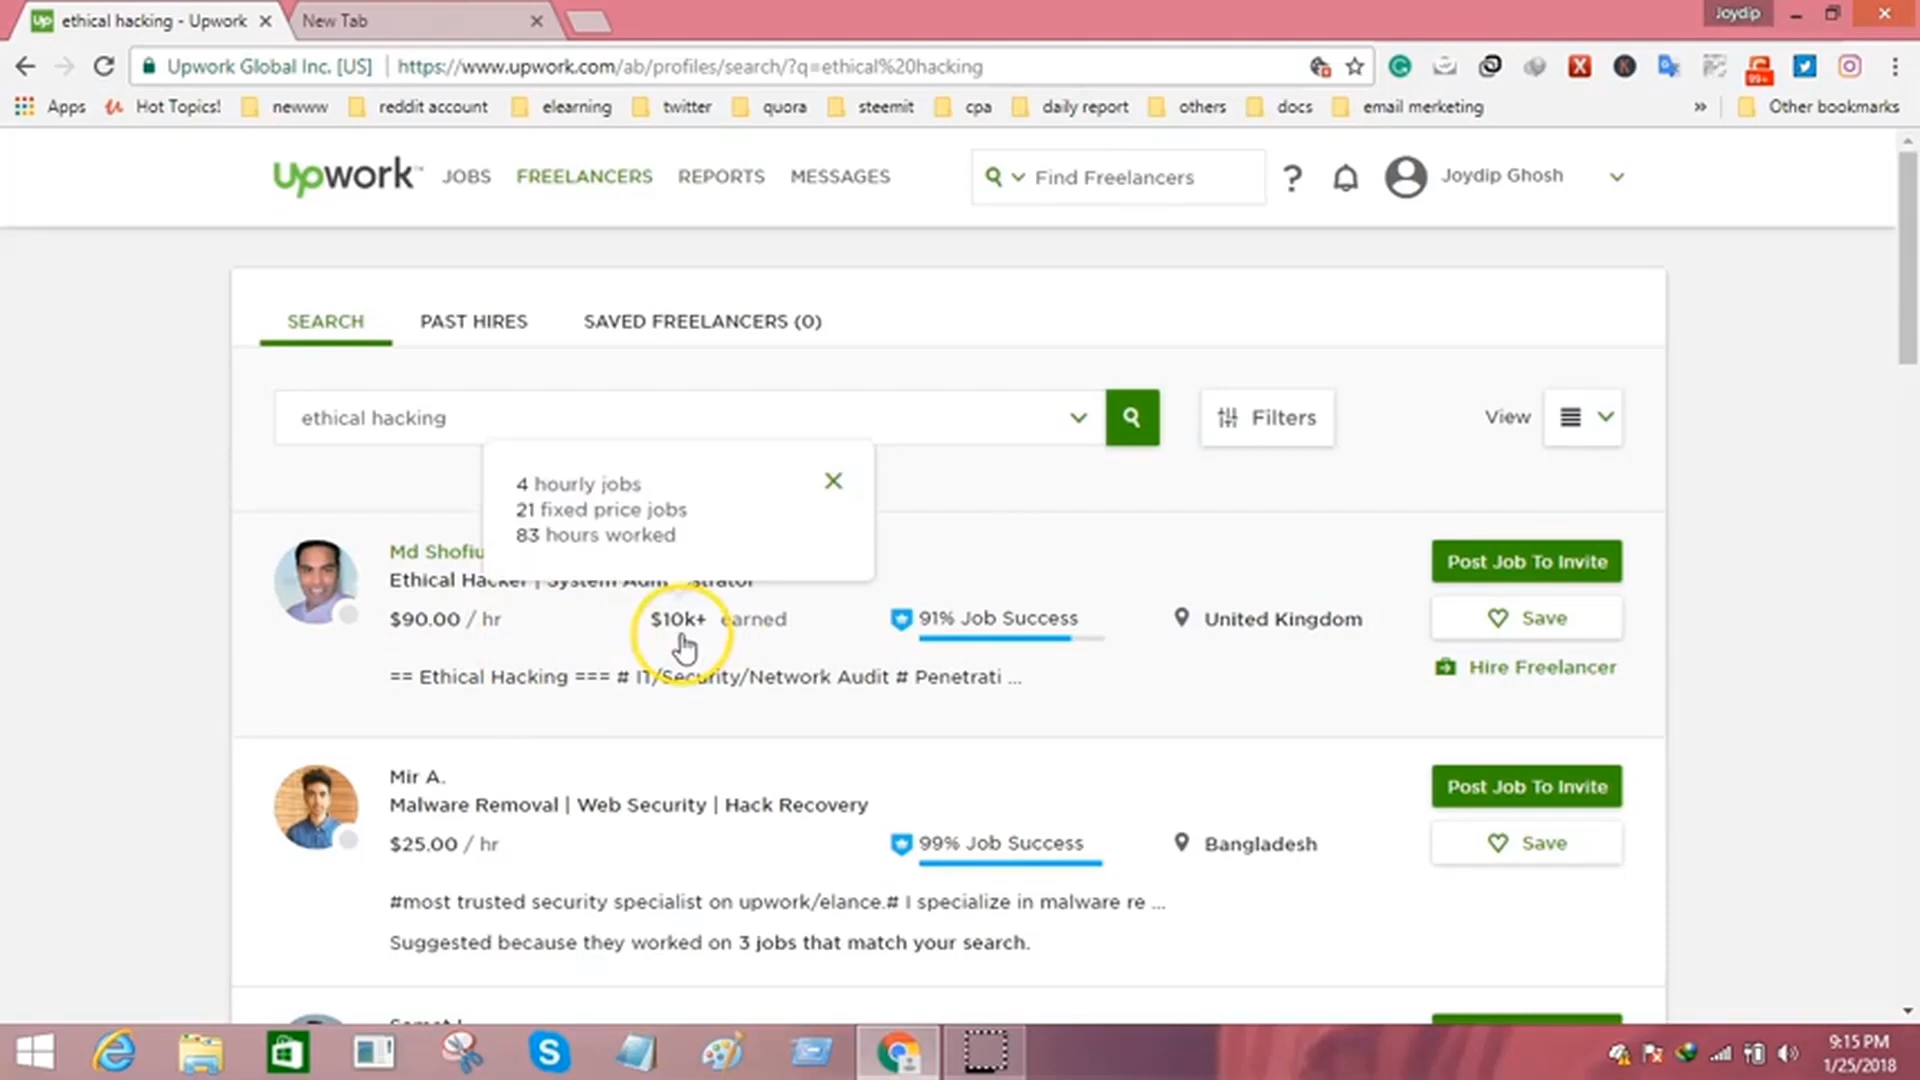 ethical hacking - Upwork
New Tab
Joydip
Upwork Global Inc. [US] | https://www.upwork.com/ab/profiles/search/?q=ethical%20hacking
99+
Apps Hot Topics! newww reddit account elearning twitter quora steemit cpa daily report others docs email merketing » Other bookmarks
Upwork JOBS FREELANCERS REPORTS MESSAGES Find Freelancers ? Joydip Ghosh
SEARCH PAST HIRES SAVED FREELANCERS (0)
ethical hacking
Filters
View
4 hourly jobs
21 fixed price jobs
83 hours worked
Md Shofiu
Ethical Hacker | System
$90.00 / hr $10k+ earned 91% Job Success United Kingdom
== Ethical Hacking === # IT/Security/Network Audit # Penetrati ...
Post Job To Invite
Save
Hire Freelancer
Mir A.
Malware Removal | Web Security | Hack Recovery
$25.00 / hr 99% Job Success Bangladesh
#most trusted security specialist on upwork/elance.# I specialize in malware re ...
Suggested because they worked on 3 jobs that match your search.
Post Job To Invite
Save
9:15 PM
1/25/2018